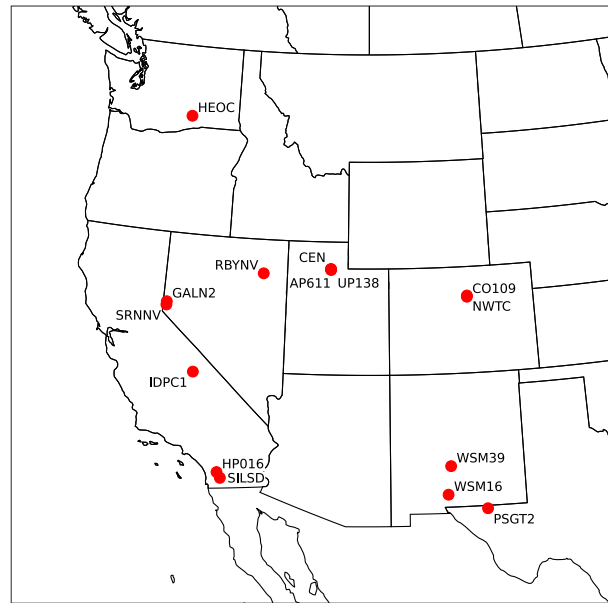 HEOC
CEN
RBYNV
AP611 UP138
GALN2
CO109
SRNNV
NWTC
IDPC1
HP016
WSM39
SILSD
WSM16
PSGT2